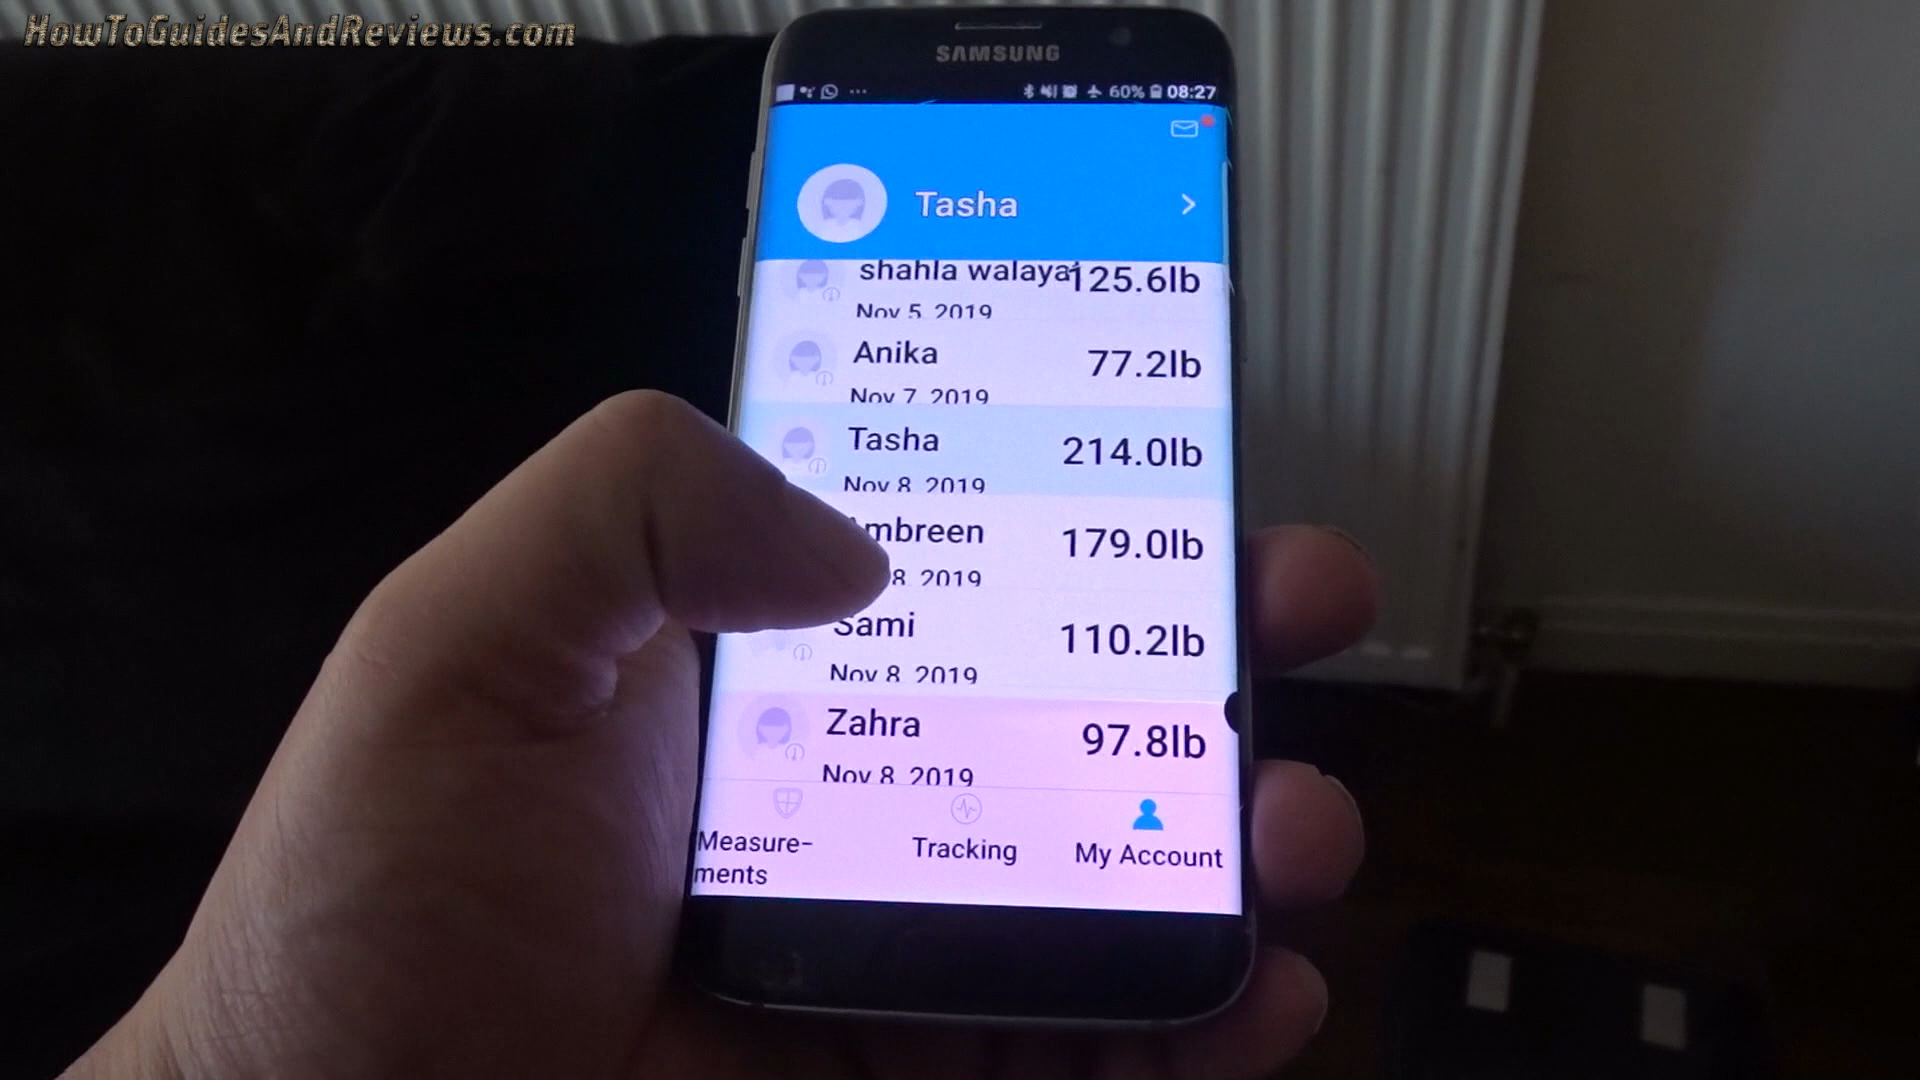 HowToGuidesAndReviews.com
SAMSUNG
60% 08:27
Tasha
shahla walaya 125.6lb
Nov 5, 2019
Anika 77.2lb
Nov 7, 2019
Tasha 214.0lb
Nov 8, 2019
mbreen 179.0lb
8, 2019
Sami 110.2lb
Nov 8, 2019
Zahra 97.8lb
Nov 8, 2019
Measure-
ments
Tracking
My Account